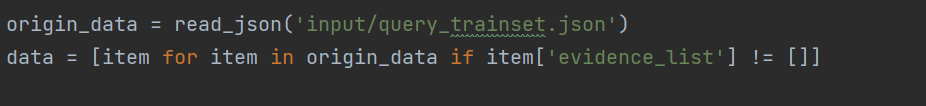 origin_data = read_json('input/query_trainset.json')
data = [item for item in origin_data if item['evidence_list'] != []]